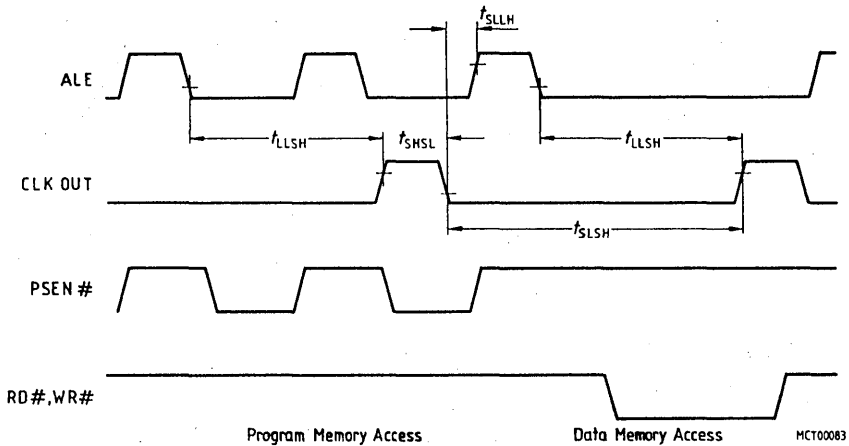 tSLLH
ALE
tLLSH
tSHSL
tLLSH
CLK OUT
tSLSH
PSEN #
RD#,WR#
Program Memory Access
Data Memory Access
MCT00083